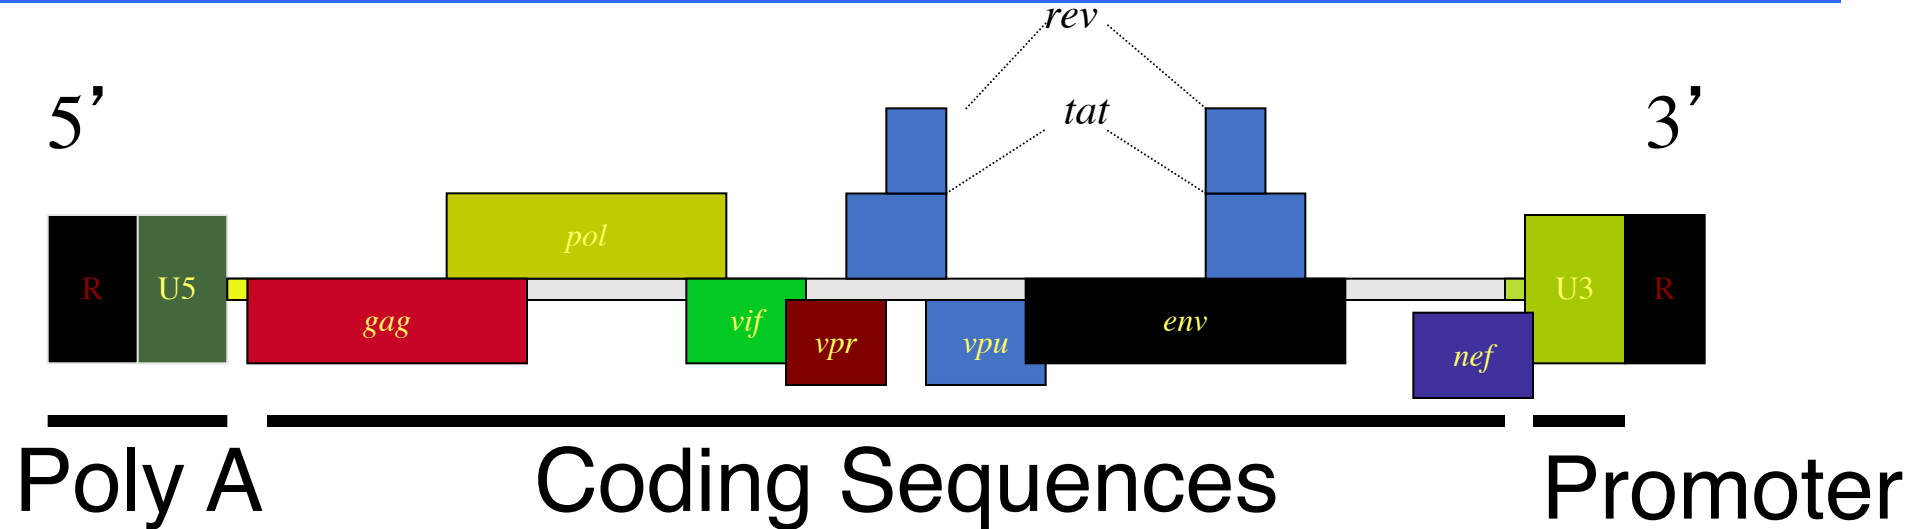 rev
tat
5’
3’
pol
R
U5
U3
R
gag
vif
vpr
vpu
env
nef
Poly A
Coding Sequences
Promoter